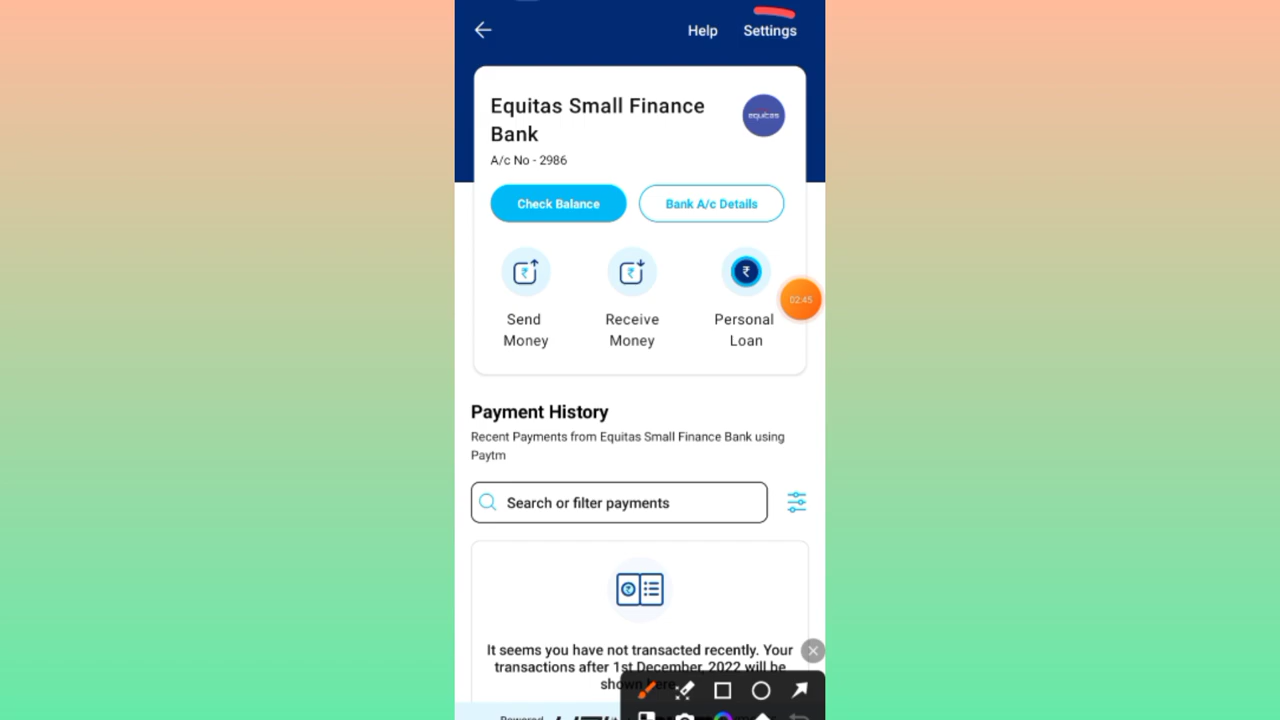 Help Settings
Equitas Small Finance
Bank
equitas
A/c No - 2986
Check Balance Bank A/c Details
02:45
Send Receive Personal
Money Money Loan
Payment History
Recent Payments from Equitas Small Finance Bank using
Paytm
Search or filter payments
It seems you have not transacted recently. Your
transactions after 1st December, 2022 will be
shown here
Powered